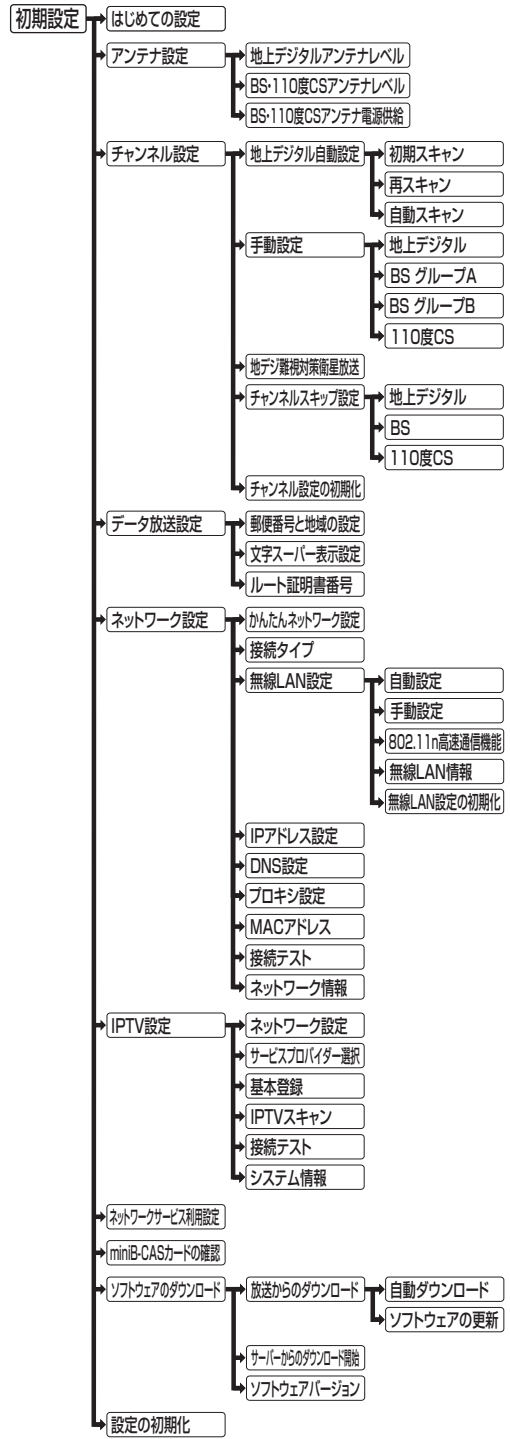 初期設定
はじめての設定
アンテナ設定
地上デジタルアンテナレベル
BS・110度CSアンテナレベル
BS・110度CSアンテナ電源供給
チャンネル設定
地上デジタル自動設定
初期スキャン
再スキャン
自動スキャン
手動設定
地上デジタル
BS グループA
BS グループB
110度CS
地デジ難視対策衛星放送
チャンネルスキップ設定
地上デジタル
BS
110度CS
チャンネル設定の初期化
データ放送設定
郵便番号と地域の設定
文字スーパー表示設定
ルート証明書番号
ネットワーク設定
かんたんネットワーク設定
接続タイプ
無線LAN設定
自動設定
手動設定
802.11n高速通信機能
無線LAN情報
無線LAN設定の初期化
IPアドレス設定
DNS設定
プロキシ設定
MACアドレス
接続テスト
ネットワーク情報
IPTV設定
ネットワーク設定
サービスプロバイダー選択
基本登録
IPTVスキャン
接続テスト
システム情報
ネットワークサービス利用設定
miniB-CASカードの確認
ソフトウェアのダウンロード
放送からのダウンロード
自動ダウンロード
ソフトウェアの更新
サーバーからのダウンロード開始
ソフトウェアバージョン
設定の初期化